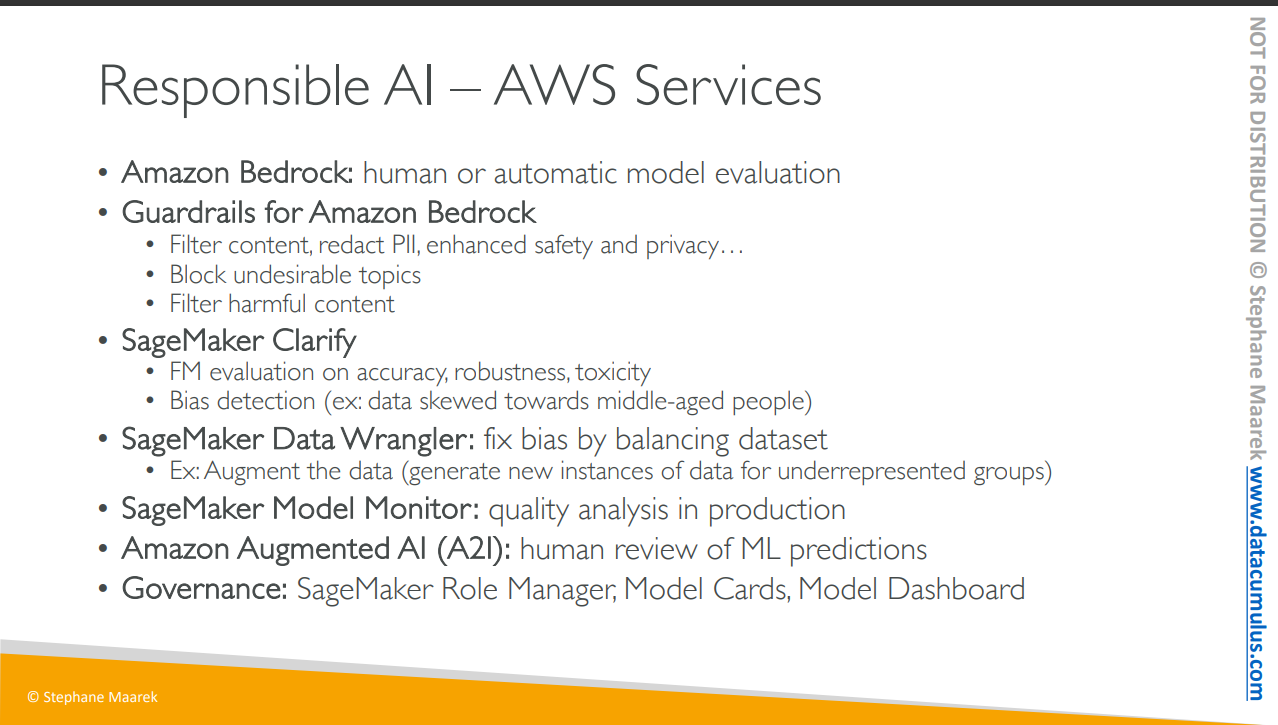 Responsible AI – AWS Services
• Amazon Bedrock: human or automatic model evaluation
• Guardrails for Amazon Bedrock
• Filter content, redact PII, enhanced safety and privacy…
• Block undesirable topics
• Filter harmful content
• SageMaker Clarify
• FM evaluation on accuracy, robustness, toxicity
• Bias detection (ex: data skewed towards middle-aged people)
• SageMaker Data Wrangler: fix bias by balancing dataset
• Ex: Augment the data (generate new instances of data for underrepresented groups)
• SageMaker Model Monitor: quality analysis in production
• Amazon Augmented AI (A2I): human review of ML predictions
• Governance: SageMaker Role Manager, Model Cards, Model Dashboard
© Stephane Maarek
NOT FOR DISTRIBUTION © Stephane Maarek www.datacumulus.com